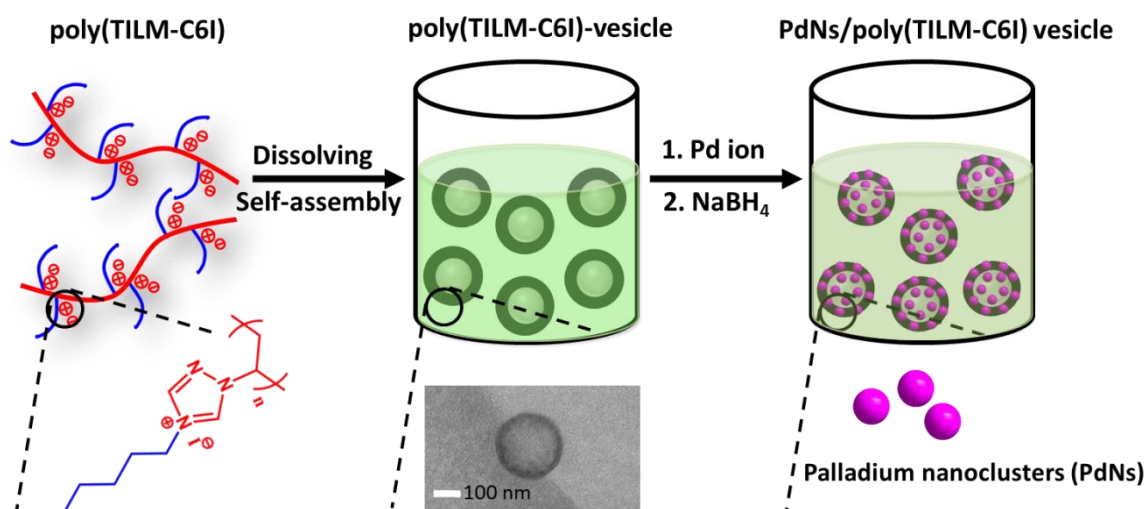 poly(TILM-C6I)
poly(TILM-C6I)-vesicle
PdNs/poly(TILM-C6I) vesicle
Dissolving
Self-assembly
1. Pd ion
2. NaBH₄
N
N
N
n
⊕
I⊖
100 nm
Palladium nanoclusters (PdNs)